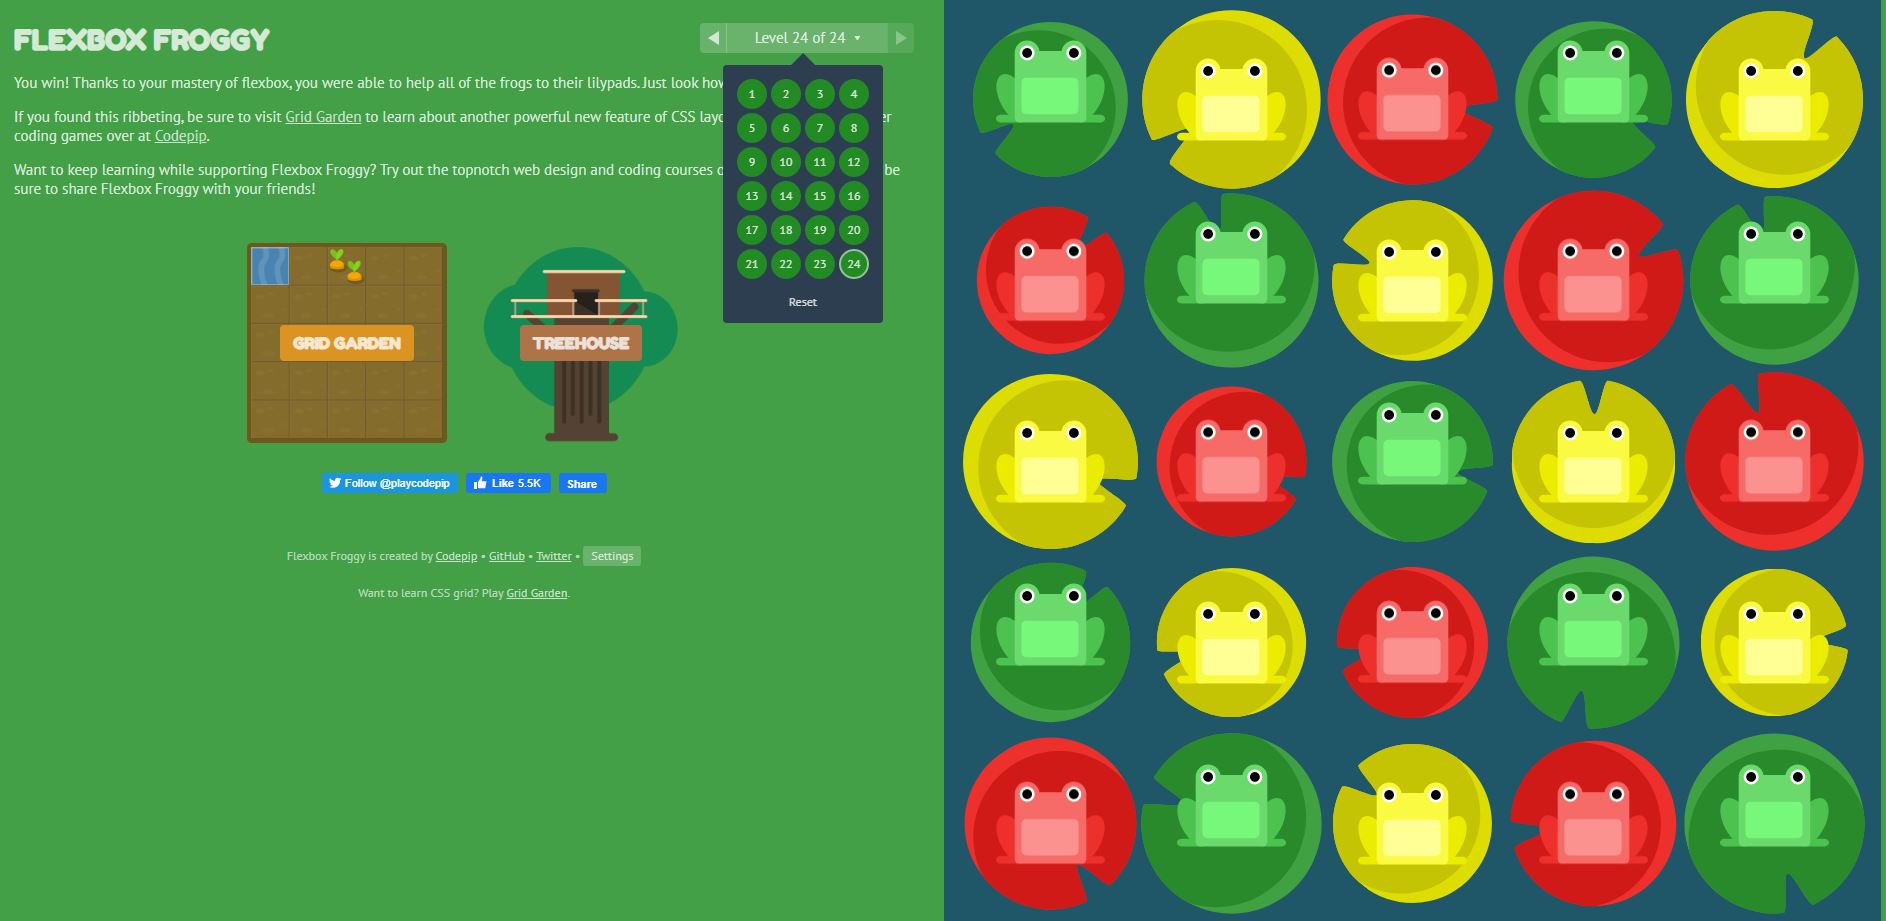 FLEXBOX FROGGY
Level 24 of 24
You win! Thanks to your mastery of flexbox, you were able to help all of the frogs to their lilypads. Just look
If you found this ribbeting, be sure to visit Grid Garden to learn about another powerful new feature of CSS
coding games over at Codepip.
Want to keep learning while supporting Flexbox Froggy? Try out the topnotch web design and coding courses be
sure to share Flexbox Froggy with your friends!
1 2 3 4
5 6 7 8
9 10 11 12
13 14 15 16
17 18 19 20
21 22 23 24
Reset
GRID GARDEN
TREEHOUSE
Follow @playcodepip
Like 5.5K
Share
Flexbox Froggy is created by Codepip • GitHub • Twitter • Settings
Want to learn CSS grid? Play Grid Garden.